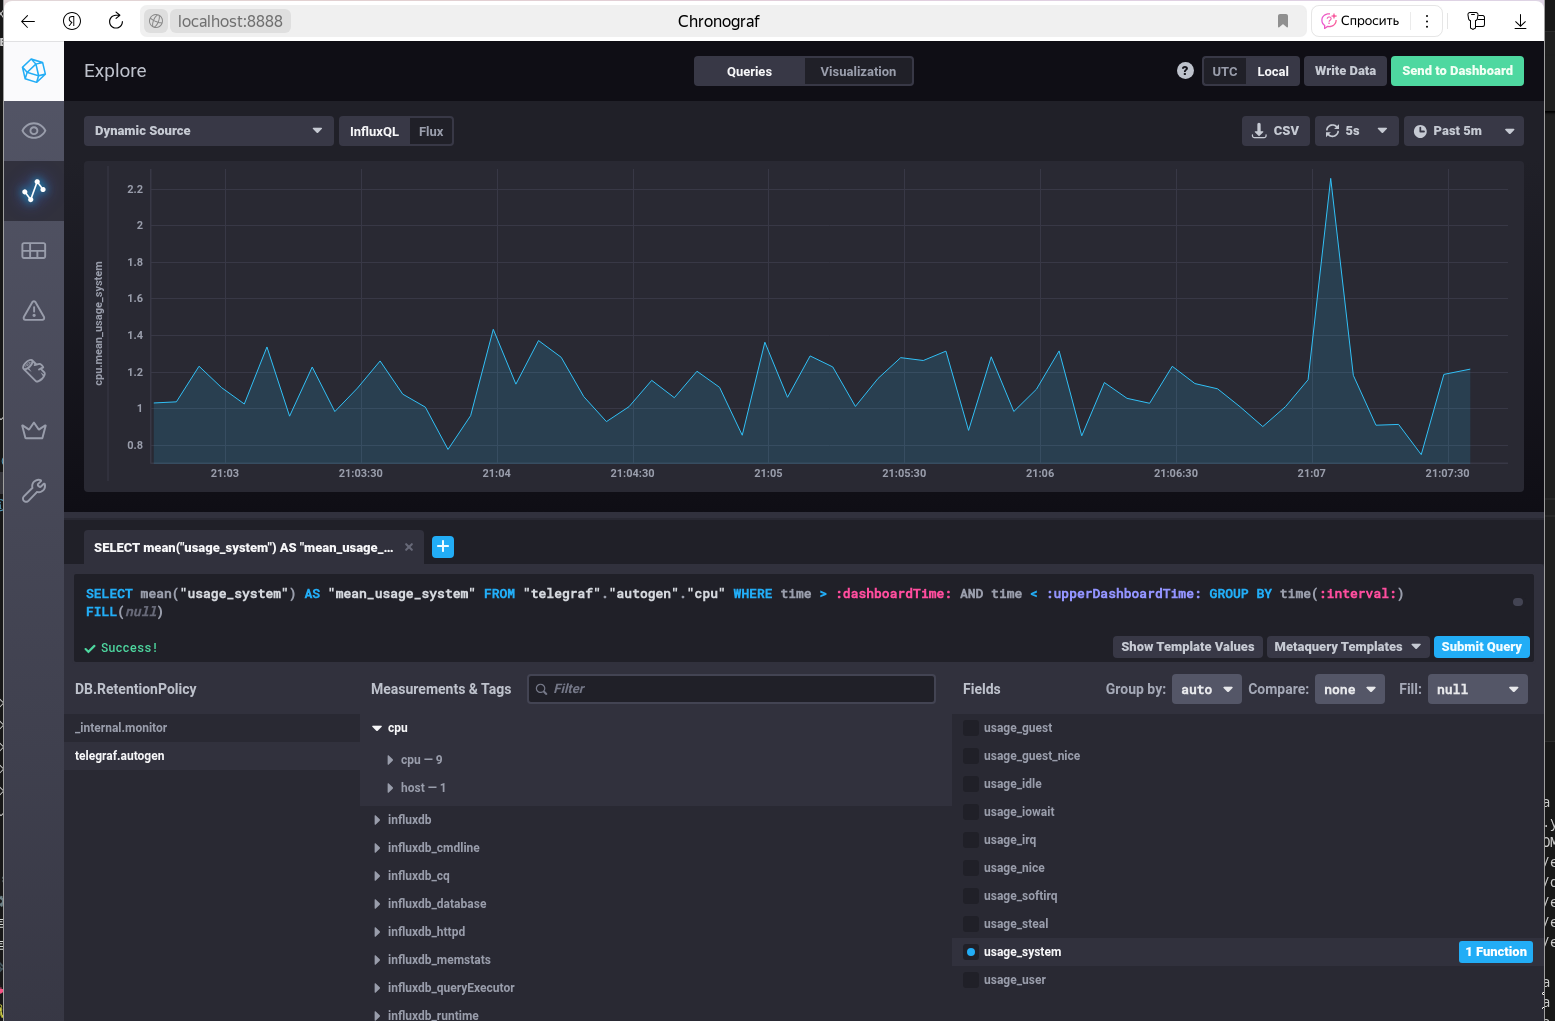 localhost:8888
Chronograf
Спросить
Explore
Queries
Visualization
?
UTC
Local
Write Data
Send to Dashboard
Dynamic Source
InfluxQL
Flux
CSV
5s
Past 5m
cpu.mean_usage_system
2.2
2
1.8
1.6
1.4
1.2
1
0.8
21:03
21:03:30
21:04
21:04:30
21:05
21:05:30
21:06
21:06:30
21:07
21:07:30
SELECT mean("usage_system") AS "mean_usage_...
SELECT mean("usage_system") AS "mean_usage_system" FROM "telegraf"."autogen"."cpu" WHERE time > :dashboardTime: AND time < :upperDashboardTime: GROUP BY time(:interval:)
FILL(null)
Success!
Show Template Values
Metaquery Templates
Submit Query
DB.RetentionPolicy
Measurements & Tags
Filter
Fields
Group by:
auto
Compare:
none
Fill:
null
_internal.monitor
telegraf.autogen
cpu
cpu — 9
host — 1
influxdb
influxdb_cmdline
influxdb_cq
influxdb_database
influxdb_httpd
influxdb_memstats
influxdb_queryExecutor
influxdb_runtime
usage_guest
usage_guest_nice
usage_idle
usage_iowait
usage_irq
usage_nice
usage_softirq
usage_steal
usage_system
1 Function
usage_user